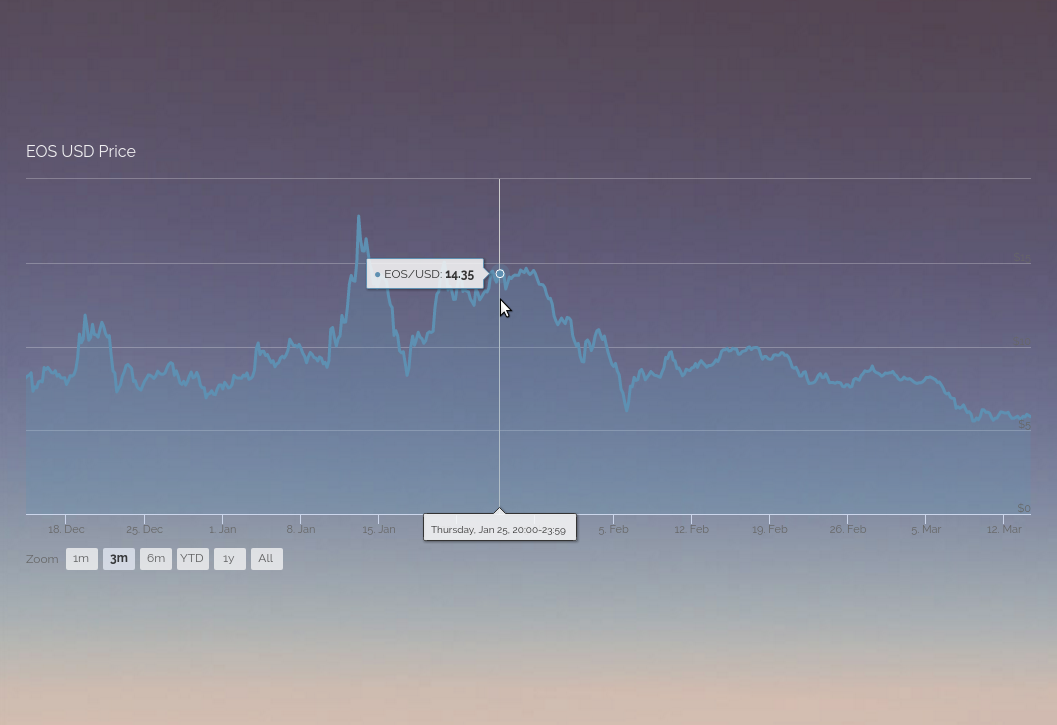 EOS USD Price
$15
EOS/USD: 14.35
$5
$0
18. Dec 25. Dec 1. Jan 8. Jan 15. Jan 5. Feb 12. Feb 19. Feb 26. Feb 5. Mar 12. Mar
Thursday, Jan 25, 20:00-23:59
Zoom 1m 3m 6m YTD 1y All